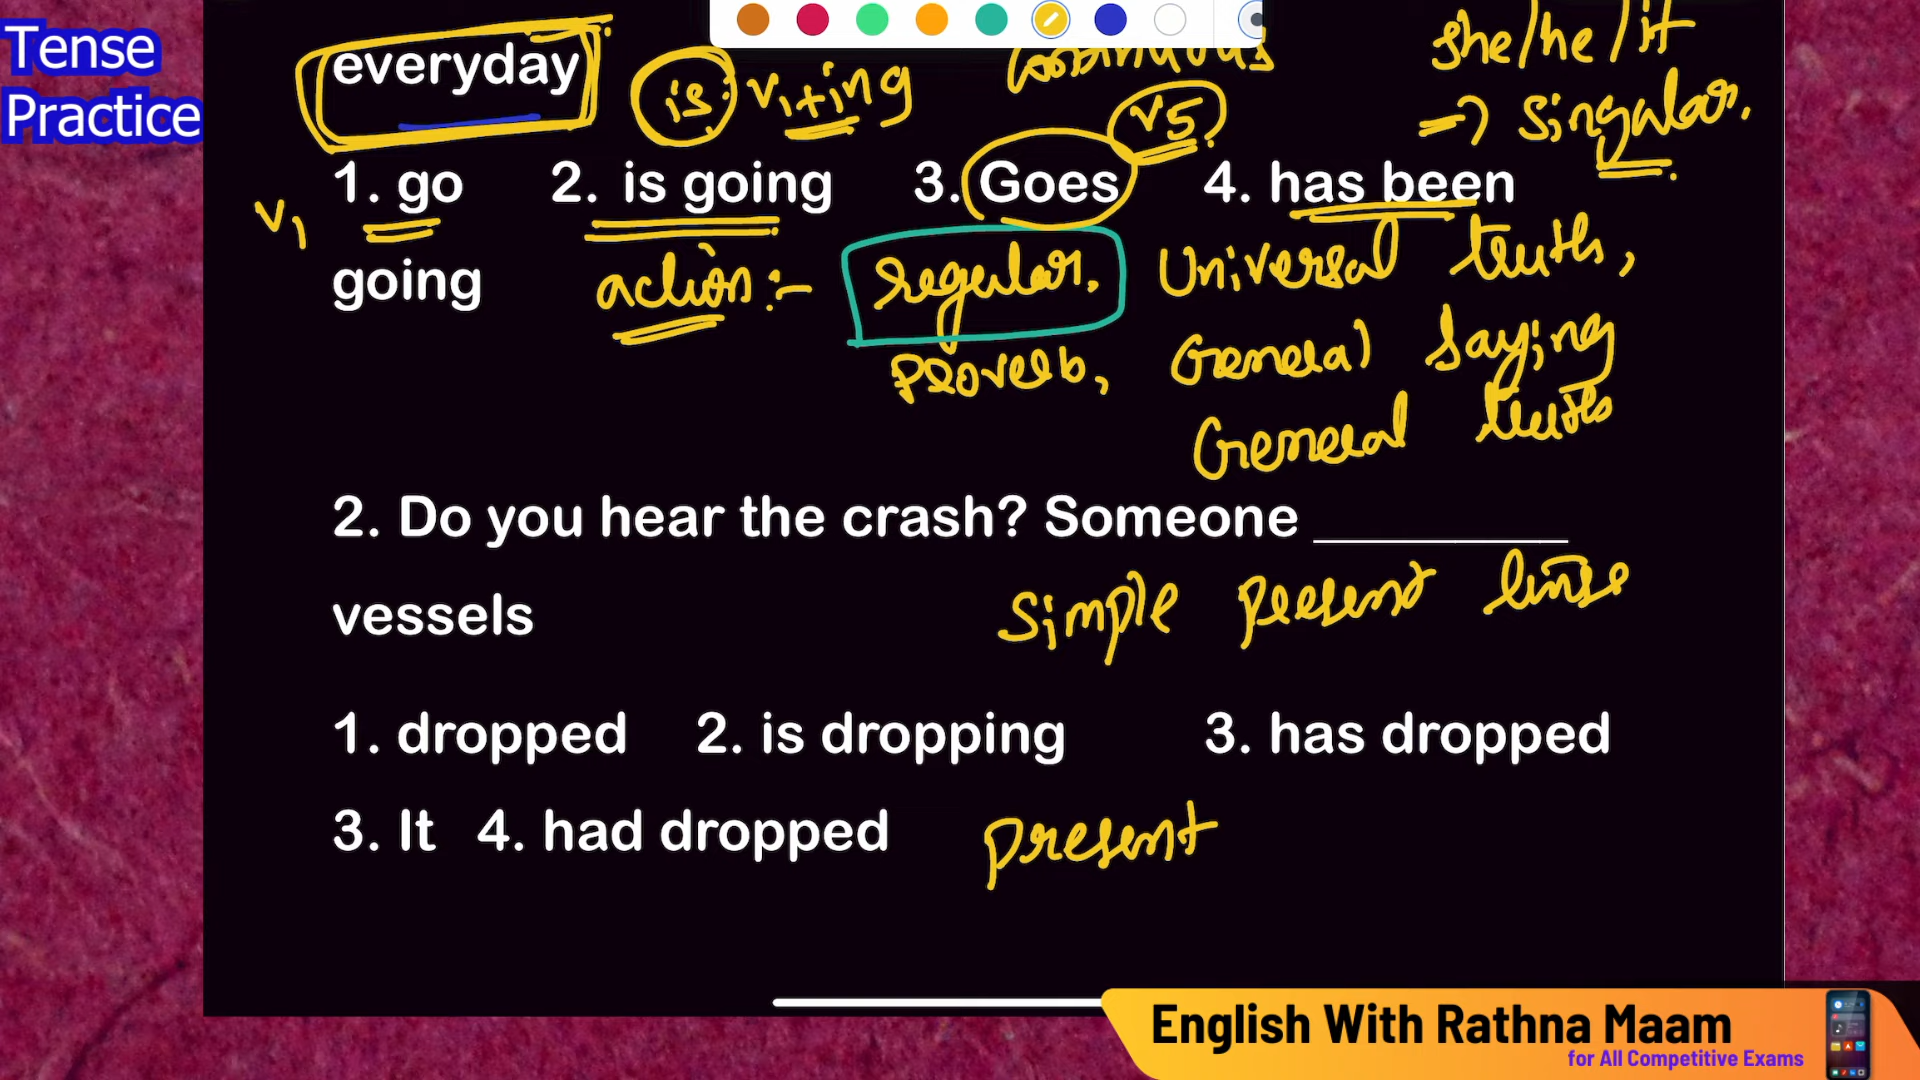 Tense
Practice
everyday
is v1+ing
she/he/it
v5
⇒ singular.
1. go 2. is going 3. Goes 4. has been
v1
going
action:- regular. Universal truth,
Proverb, General Saying
General truth
2. Do you hear the crash? Someone __________
vessels
Simple present tense
1. dropped 2. is dropping 3. has dropped
3. It 4. had dropped
present
English With Rathna Maam
for All Competitive Exams